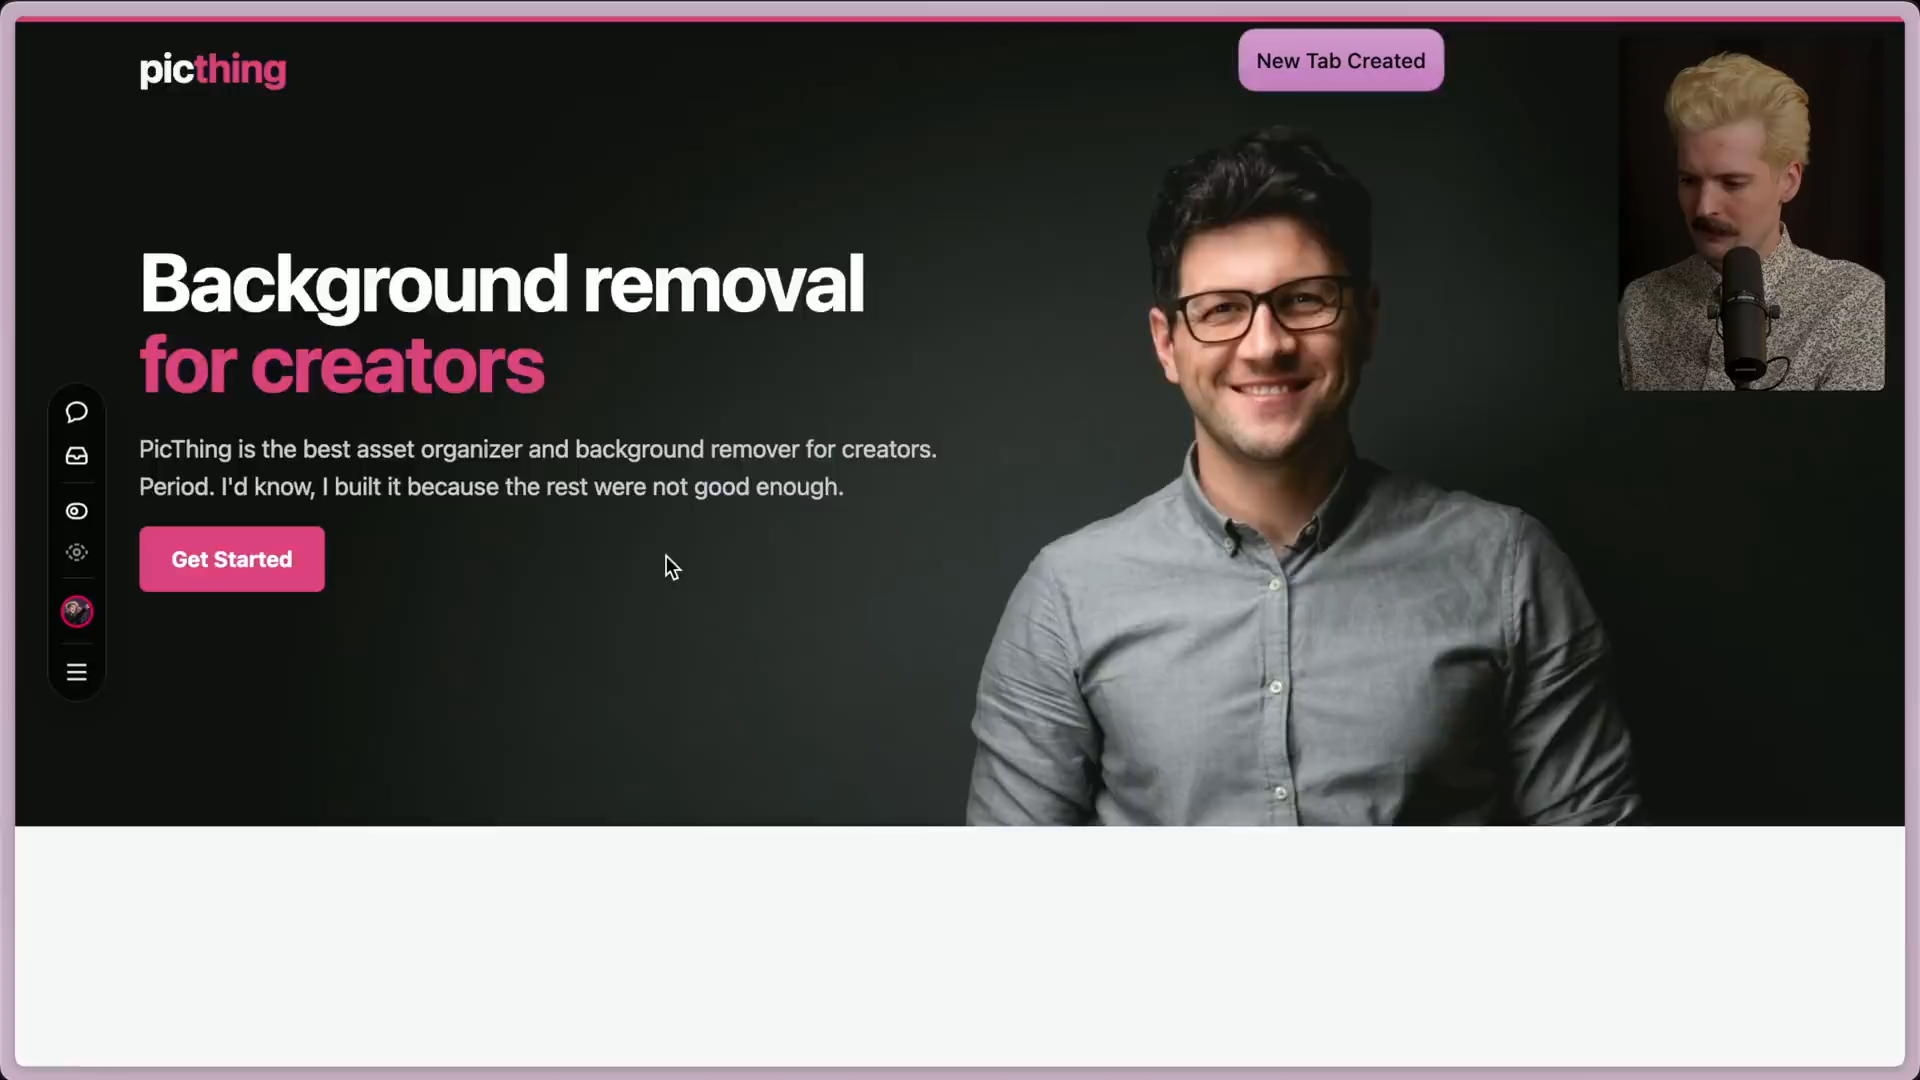 picthing
New Tab Created
Background removal
for creators
PicThing is the best asset organizer and background remover for creators.
Period. I'd know, I built it because the rest were not good enough.
Get Started